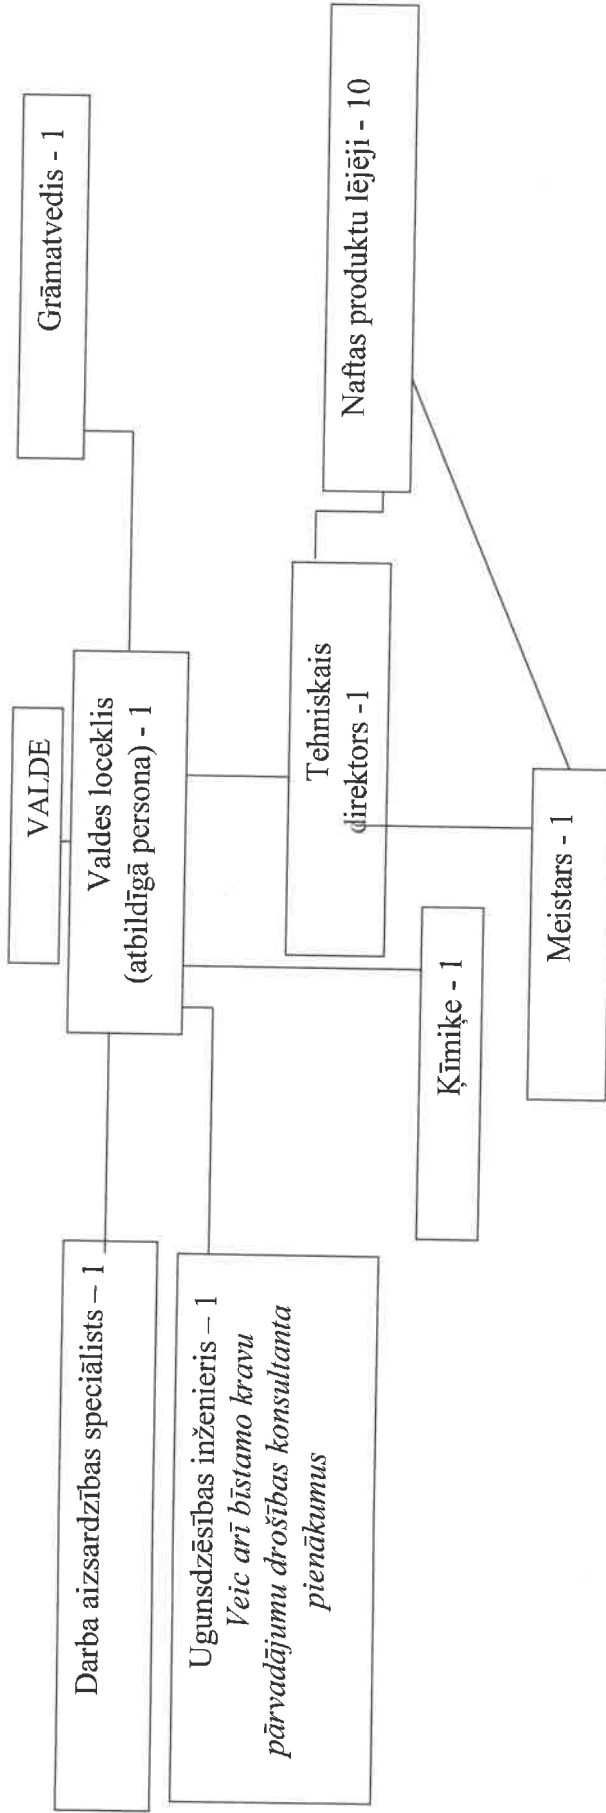 VALDE
Valdes loceklis
(atbildīgā persona) - 1
Grāmatvedis - 1
Darba aizsardzības speciālists – 1
Ugunsdzēsības inženieris – 1
Veic arī bīstamo kravu
pārvadājumu drošības konsultanta
pienākumus
Tehniskais
direktors -1
Naftas produktu lējēji - 10
Ķīmiķe - 1
Meistars - 1